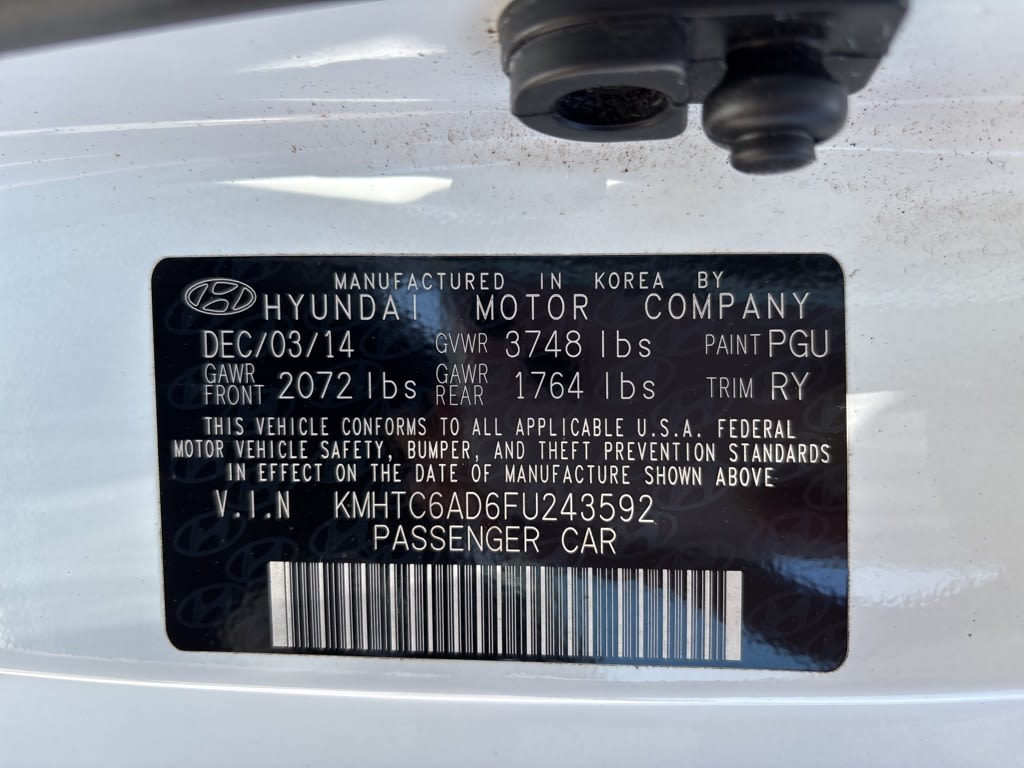 MANUFACTURED IN KOREA BY
HYUNDAI MOTOR COMPANY
DEC/03/14 GVWR 3748 lbs PAINT PGU
GAWR FRONT 2072 lbs GAWR REAR 1764 lbs TRIM RY
THIS VEHICLE CONFORMS TO ALL APPLICABLE U.S.A. FEDERAL
MOTOR VEHICLE SAFETY, BUMPER, AND THEFT PREVENTION STANDARDS
IN EFFECT ON THE DATE OF MANUFACTURE SHOWN ABOVE
V.I.N KMHTC6AD6FU243592
PASSENGER CAR